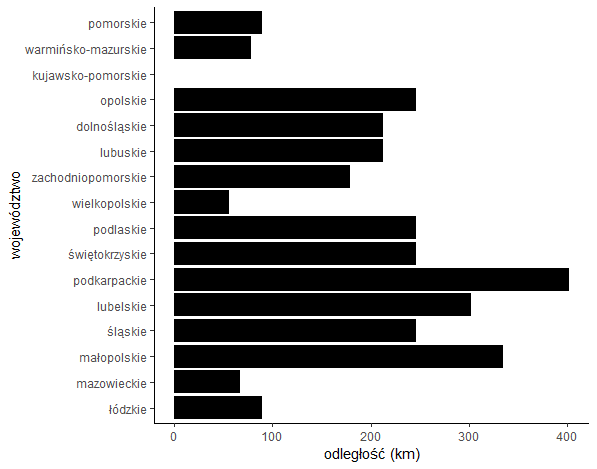 pomorskie
warmińsko-mazurskie
kujawsko-pomorskie
opolskie
dolnośląskie
lubuskie
zachodniopomorskie
wielkopolskie
podlaskie
świętokrzyskie
podkarpackie
lubelskie
śląskie
małopolskie
mazowieckie
łódzkie
województwo
0 100 200 300 400
odległość (km)